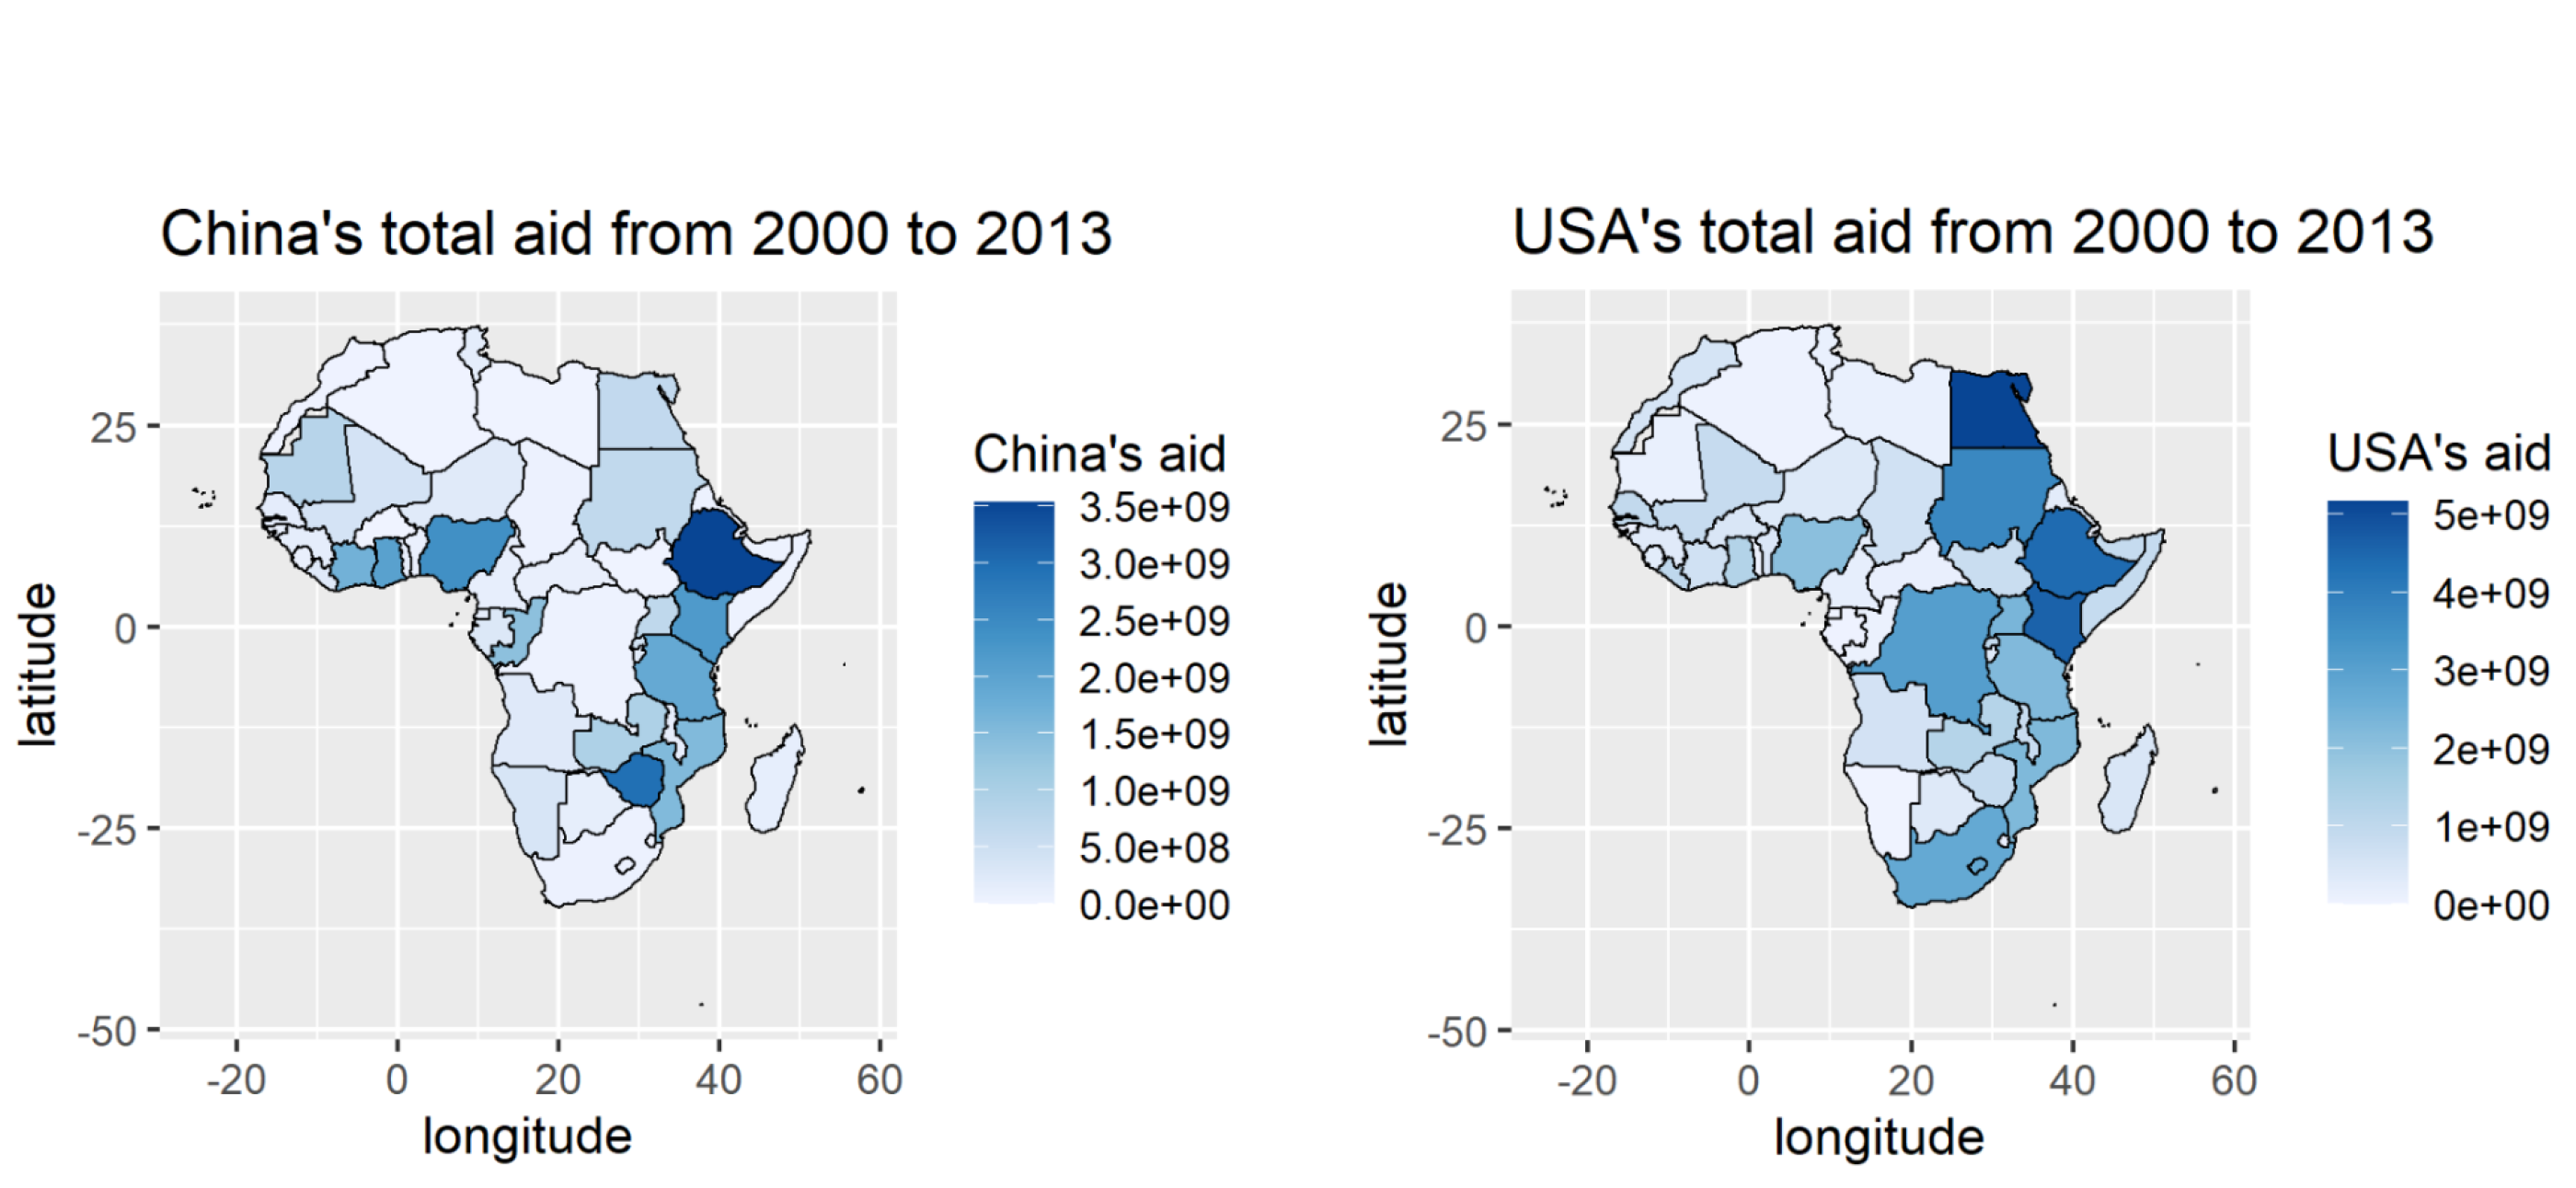 China's total aid from 2000 to 2013
latitude
25
0
-25
-50
-20 0 20 40 60
longitude
China's aid
3.5e+09
3.0e+09
2.5e+09
2.0e+09
1.5e+09
1.0e+09
5.0e+08
0.0e+00
USA's total aid from 2000 to 2013
latitude
25
0
-25
-50
-20 0 20 40 60
longitude
USA's aid
5e+09
4e+09
3e+09
2e+09
1e+09
0e+00